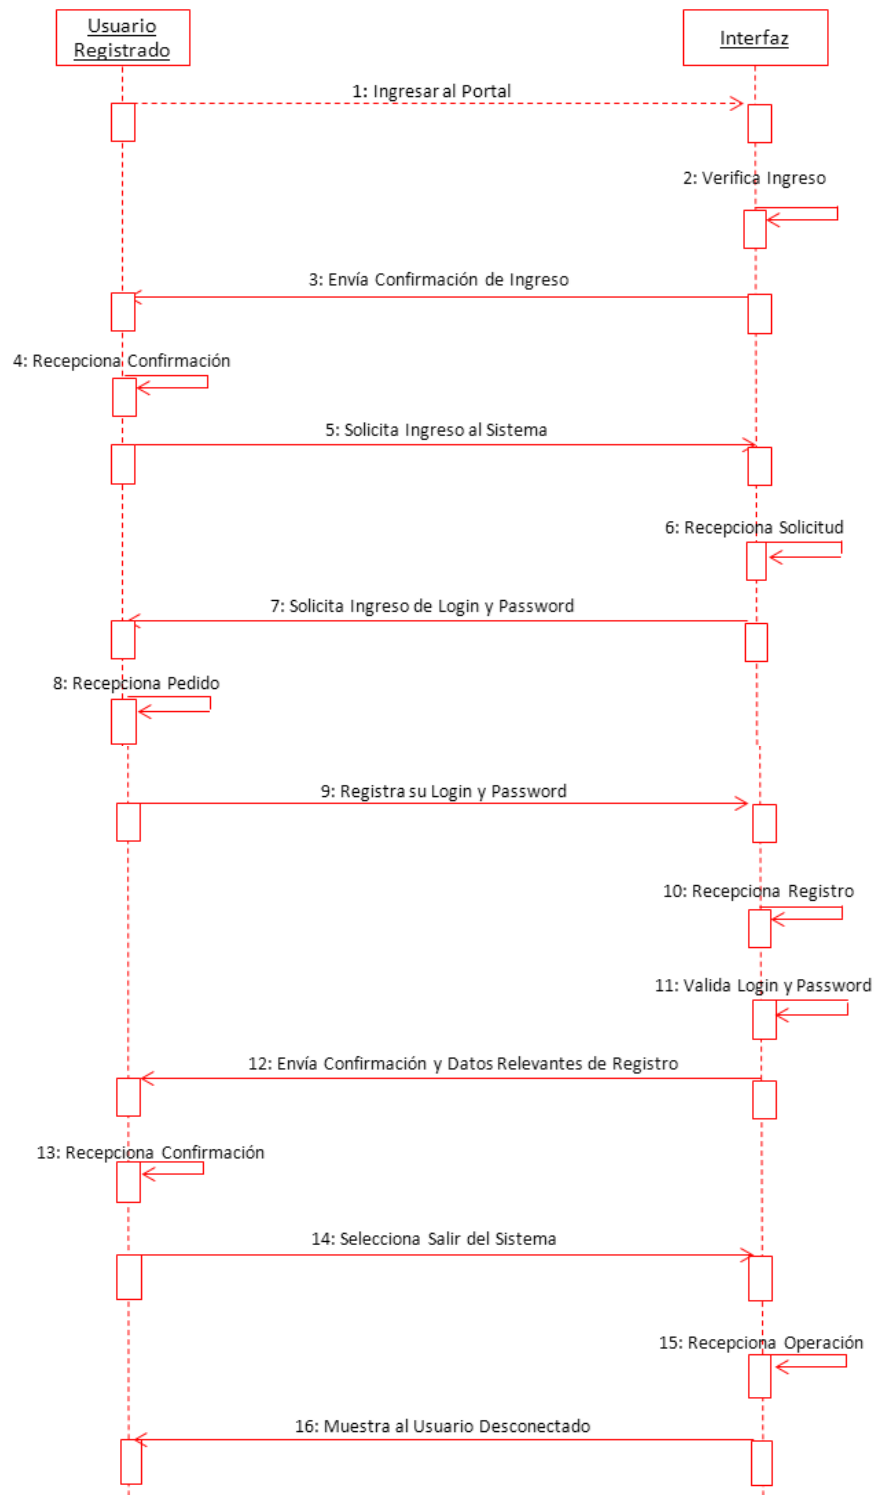 Usuario
Registrado
Interfaz
1: Ingresar al Portal
2: Verifica Ingreso
3: Envía Confirmación de Ingreso
4: Recepciona Confirmación
5: Solicita Ingreso al Sistema
6: Recepciona Solicitud
7: Solicita Ingreso de Login y Password
8: Recepciona Pedido
9: Registra su Login y Password
10: Recepciona Registro
11: Valida Login y Password
12: Envía Confirmación y Datos Relevantes de Registro
13: Recepciona Confirmación
14: Selecciona Salir del Sistema
15: Recepciona Operación
16: Muestra al Usuario Desconectado